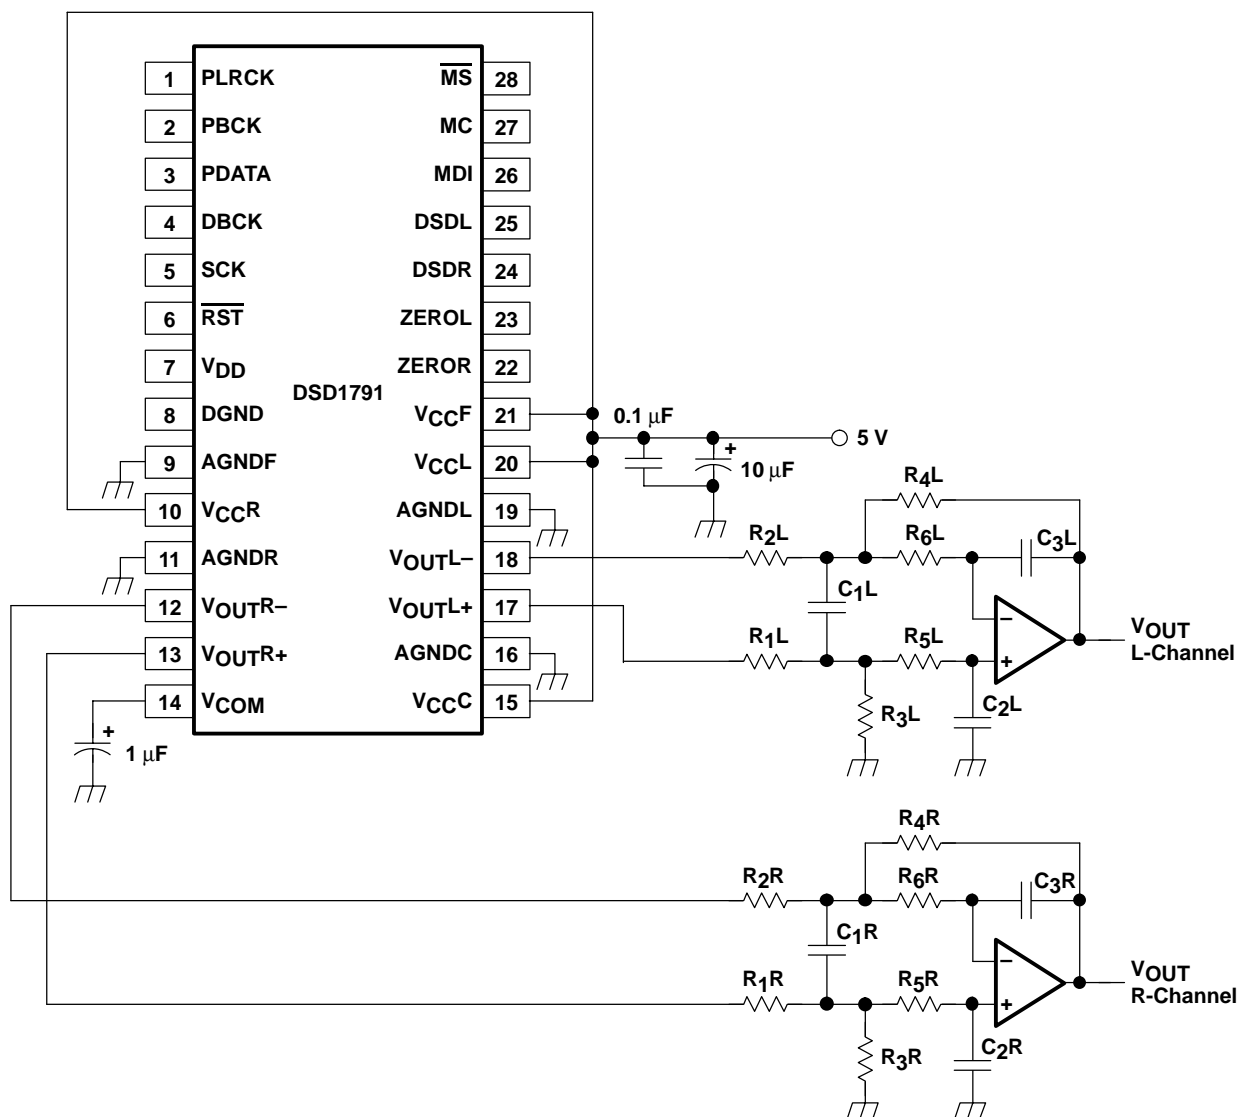 1 PLRCK
2 PBCK
3 PDATA
4 DBCK
5 SCK
6 RST
7 VDD
8 DGND
9 AGNDF
10 VCCR
11 AGNDR
12 VOUTR–
13 VOUTR+
14 VCOM
DSD1791
MS 28
MC 27
MDI 26
DSDL 25
DSDR 24
ZEROL 23
ZEROR 22
VCCF 21
VCCL 20
AGNDL 19
VOUTL– 18
VOUTL+ 17
AGNDC 16
VCCC 15
+
1 μF
0.1 μF
+
10 μF
5 V
R4L
R2L
R6L
C3L
C1L
–
R1L
R5L
+
VOUT
L-Channel
R3L
C2L
R4R
R2R
R6R
C3R
C1R
–
R1R
R5R
+
VOUT
R-Channel
R3R
C2R